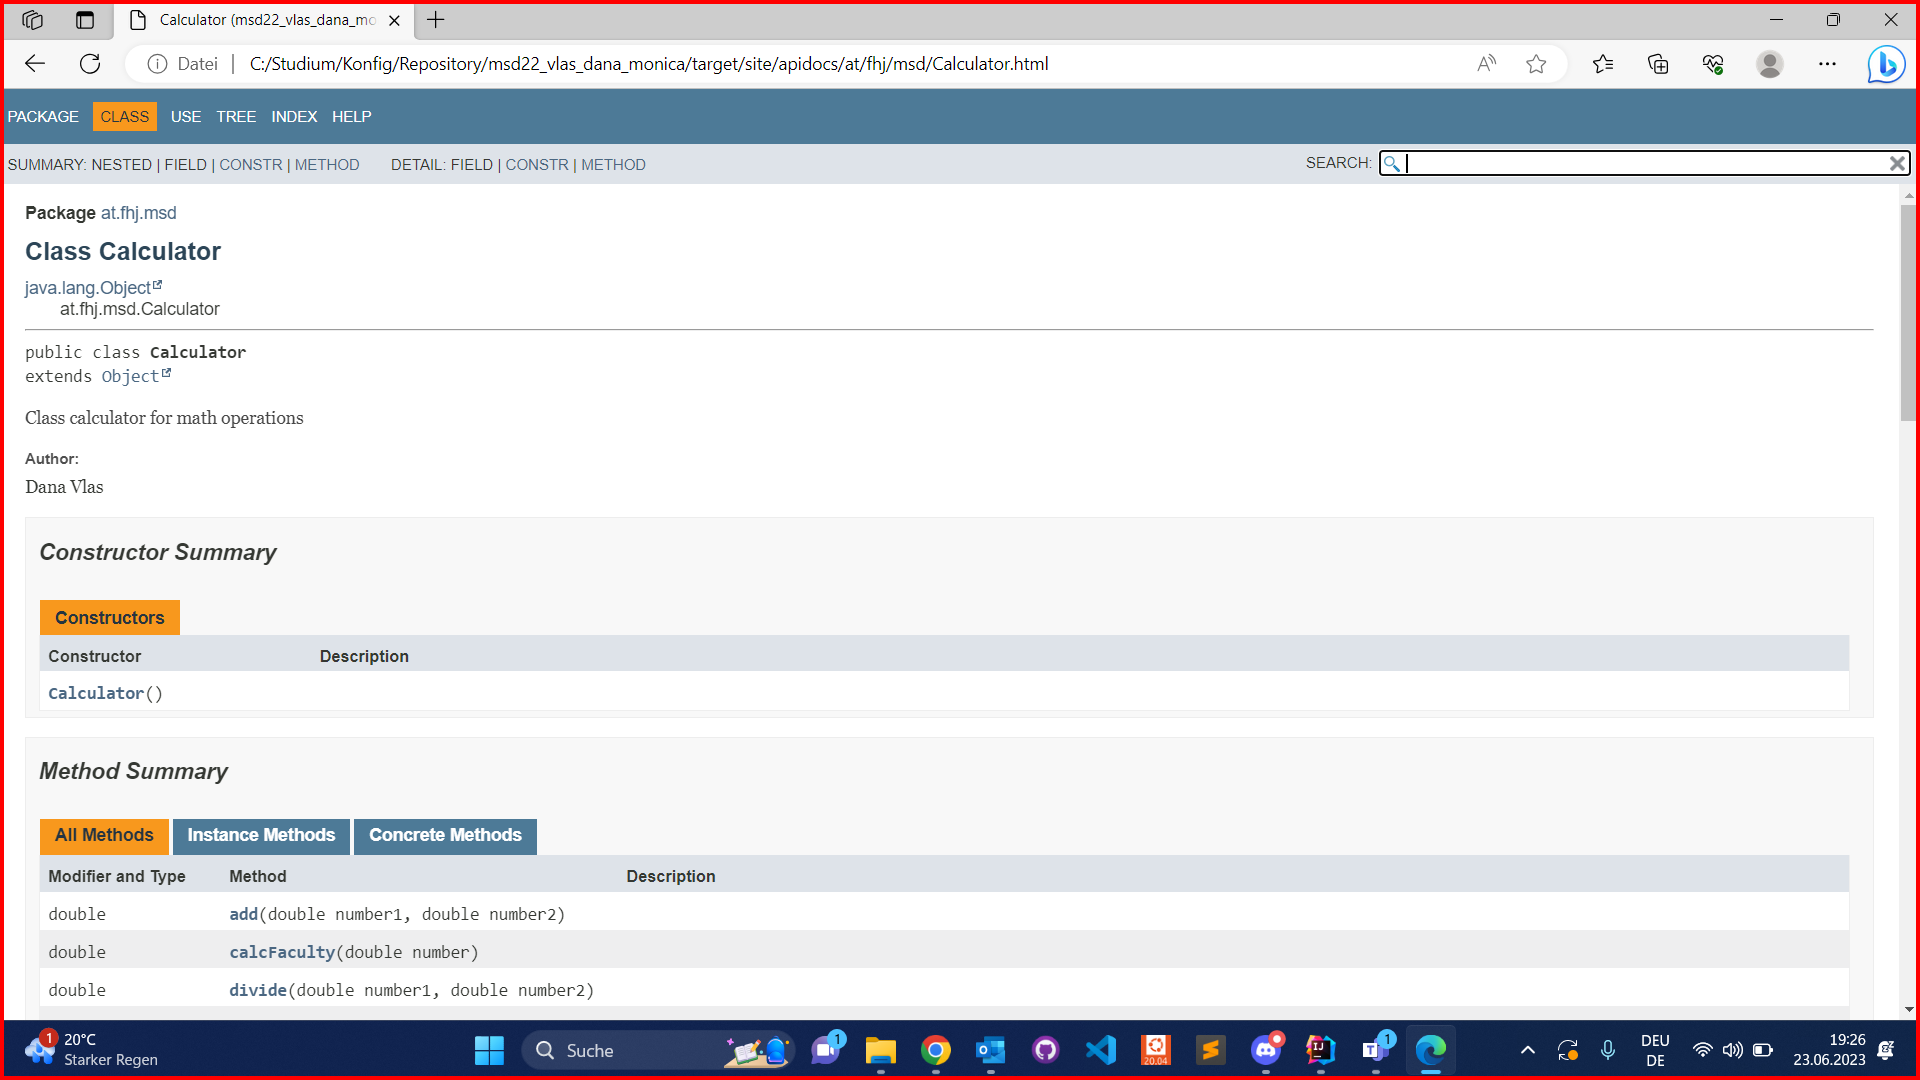 Calculator (msd22_vlas_dana_mo
Datei
C:/Studium/Konfig/Repository/msd22_vlas_dana_monica/target/site/apidocs/at/fhj/msd/Calculator.html
PACKAGE CLASS USE TREE INDEX HELP
SUMMARY: NESTED | FIELD | CONSTR | METHOD DETAIL: FIELD | CONSTR | METHOD SEARCH:
Package at.fhj.msd
Class Calculator
java.lang.Object
at.fhj.msd.Calculator
public class Calculator
extends Object
Class calculator for math operations
Author:
Dana Vlas
Constructor Summary
Constructors
Constructor Description
Calculator()
Method Summary
All Methods Instance Methods Concrete Methods
Modifier and Type Method Description
double add(double number1, double number2)
double calcFaculty(double number)
double divide(double number1, double number2)
1 20°C
Starker Regen
Suche
1
20.04
IJ
1
DEU
DE
19:26
23.06.2023